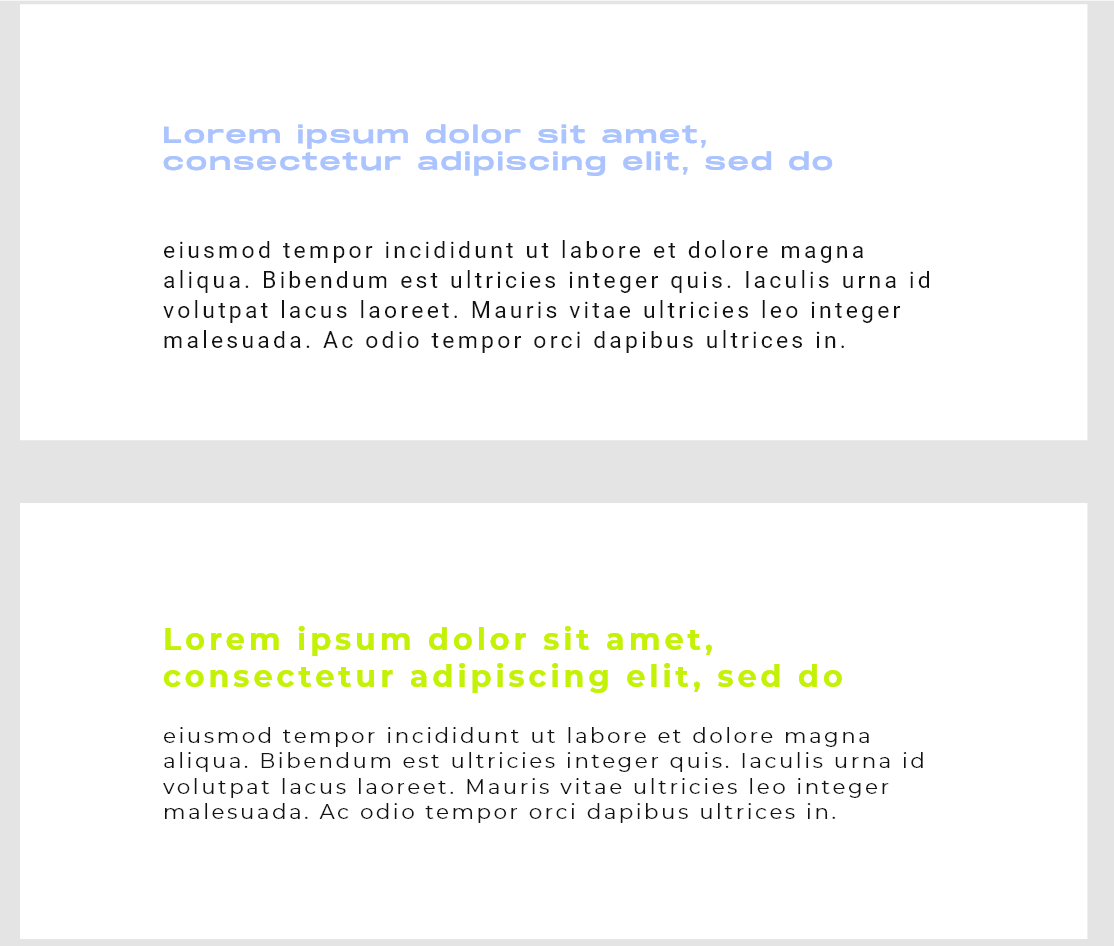 Lorem ipsum dolor sit amet,
consectetur adipiscing elit, sed do
eiusmod tempor incididunt ut labore et dolore magna
aliqua. Bibendum est ultricies integer quis. Iaculis urna id
volutpat lacus laoreet. Mauris vitae ultricies leo integer
malesuada. Ac odio tempor orci dapibus ultrices in.
Lorem ipsum dolor sit amet,
consectetur adipiscing elit, sed do
eiusmod tempor incididunt ut labore et dolore magna
aliqua. Bibendum est ultricies integer quis. Iaculis urna id
volutpat lacus laoreet. Mauris vitae ultricies leo integer
malesuada. Ac odio tempor orci dapibus ultrices in.